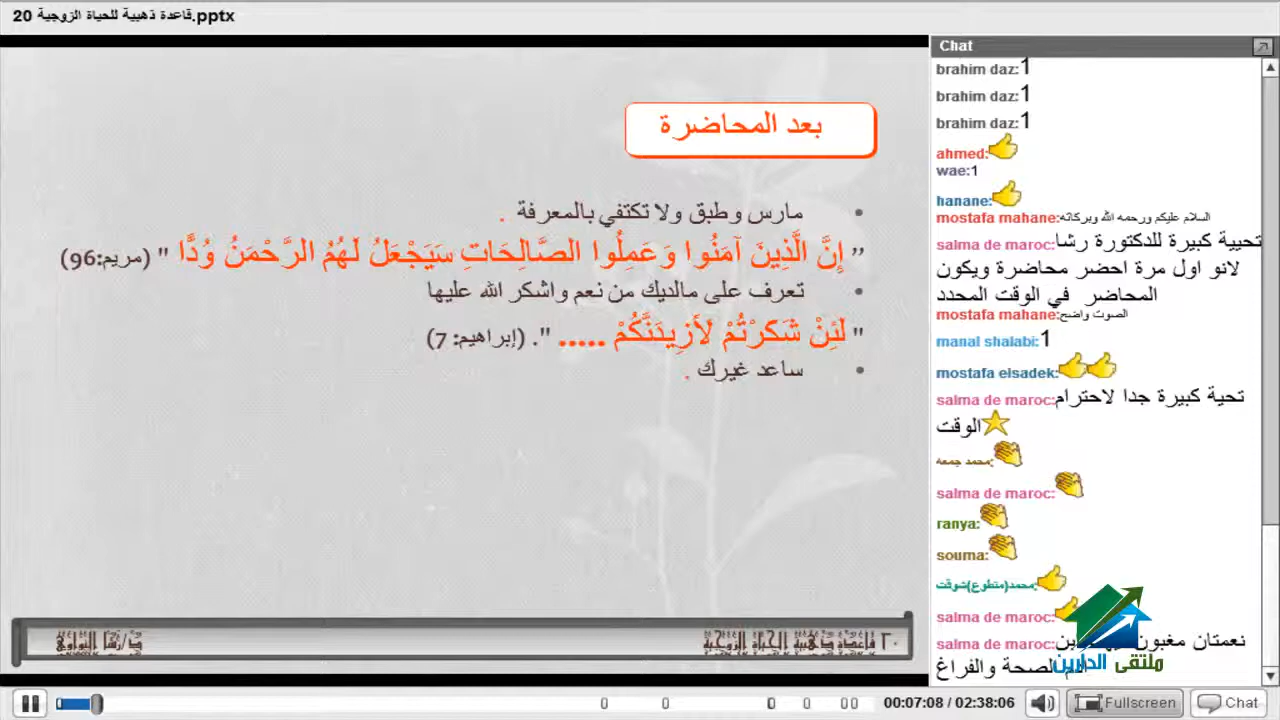 20 قاعدة ذهبية للحياة الزوجية.pptx
بعد المحاضرة
• مارس وطبق ولا تكتفي بالمعرفة .
" إِنَّ الَّذِينَ آمَنُوا وَعَمِلُوا الصَّالِحَاتِ سَيَجْعَلُ لَهُمُ الرَّحْمَنُ وُدًّا " (مريم:96)
• تعرف على مالديك من نعم واشكر الله عليها
" لَئِنْ شَكَرْتُمْ لَأَزِيدَنَّكُمْ ..... ". (إبراهيم: 7)
• ساعد غيرك .
٢٠ قاعدة ذهبية للحياة الزوجية
Chat
brahim daz:1
brahim daz:1
brahim daz:1
ahmed:
wae:1
hanane:
mostafa mahane:السلام عليكم ورحمه الله وبركاته
salma de maroc:تحيية كبيرة للدكتورة رشا
لانو اول مرة احضر محاضرة ويكون
المحاضر في الوقت المحدد
mostafa mahane:الصوت واضح
manal shalabi:1
mostafa elsadek:
salma de maroc:تحية كبيرة جدا لاحترام
الوقت
محمد جمعه:
salma de maroc:
ranya:
souma:
محمد(متطوع)شوقت:
salma de maroc:
salma de maroc:نعمتان مغبون
الصحة والفراغ
ملتقى الدارين
00:07:08 / 02:38:06
Fullscreen
Chat